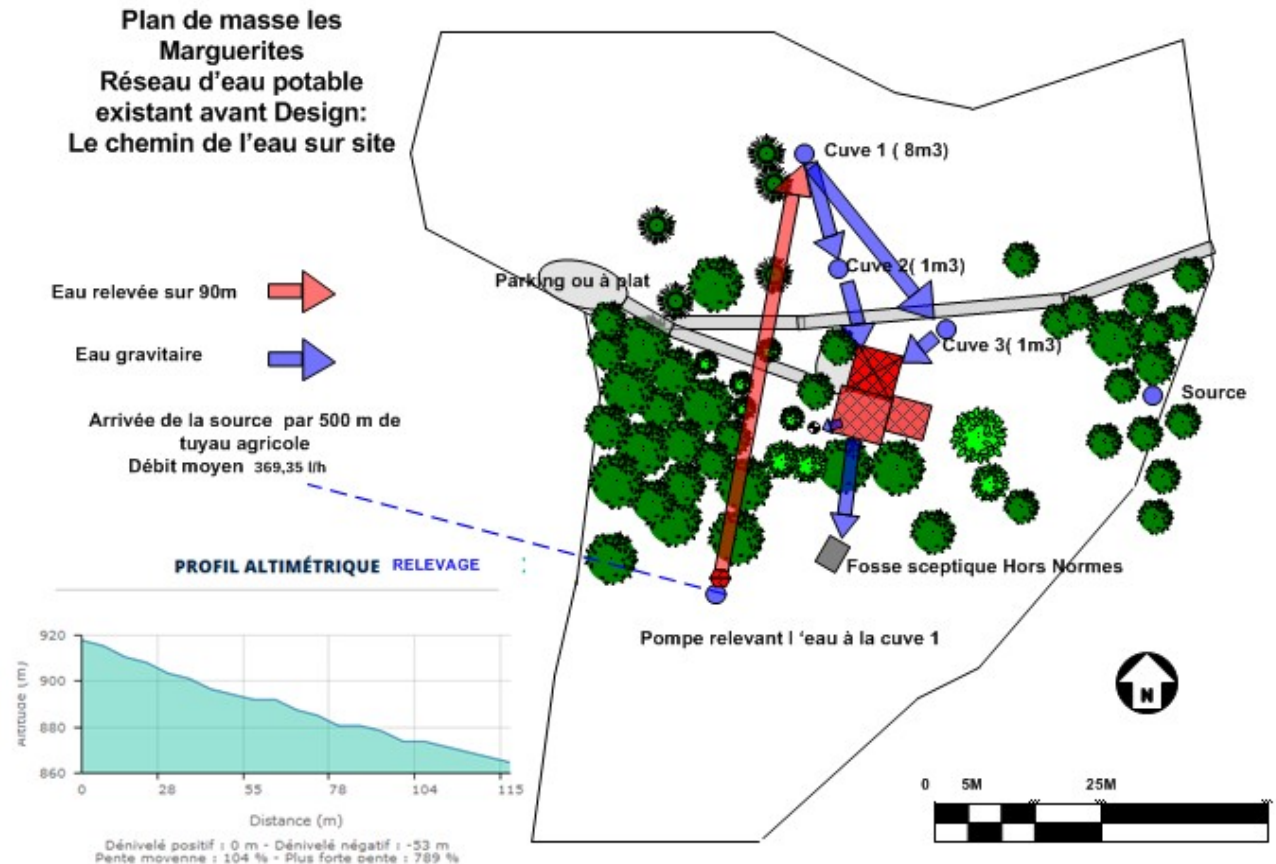 Plan de masse les
Marguerites
Réseau d'eau potable
existant avant Design:
Le chemin de l'eau sur site
Cuve 1 ( 8m3)
Cuve 2( 1m3)
Parking ou à plat
Cuve 3( 1m3)
Source
Eau relevée sur 90m
Eau gravitaire
Arrivée de la source par 500 m de
tuyau agricole
Débit moyen 369,35 l/h
Fosse sceptique Hors Normes
Pompe relevant l 'eau à la cuve 1
PROFIL ALTIMÉTRIQUE RELEVAGE
920
900
880
860
Altitude (m)
0 28 55 78 104 115
Distance (m)
Dénivelé positif : 0 m - Dénivelé négatif : -53 m
Pente moyenne : 104 % - Plus forte pente : 789 %
N
0 5M 25M